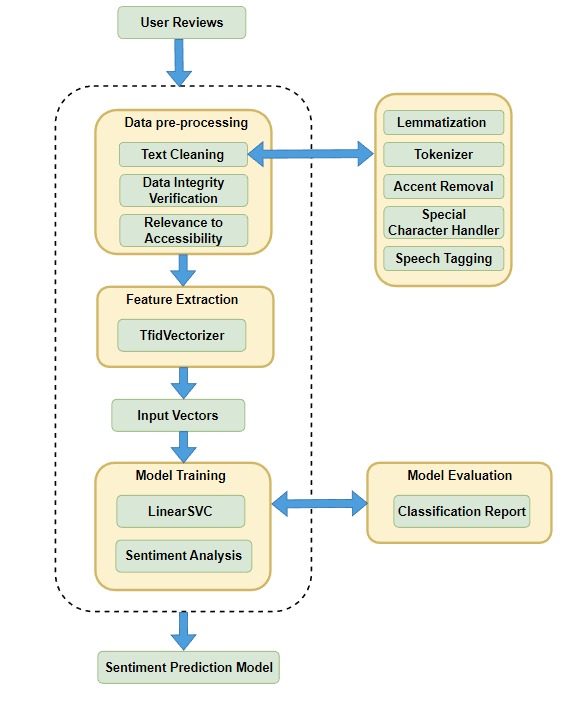 User Reviews
Data pre-processing
Text Cleaning
Data Integrity
Verification
Relevance to
Accessibility
Lemmatization
Tokenizer
Accent Removal
Special
Character Handler
Speech Tagging
Feature Extraction
TfidVectorizer
Input Vectors
Model Training
LinearSVC
Sentiment Analysis
Model Evaluation
Classification Report
Sentiment Prediction Model